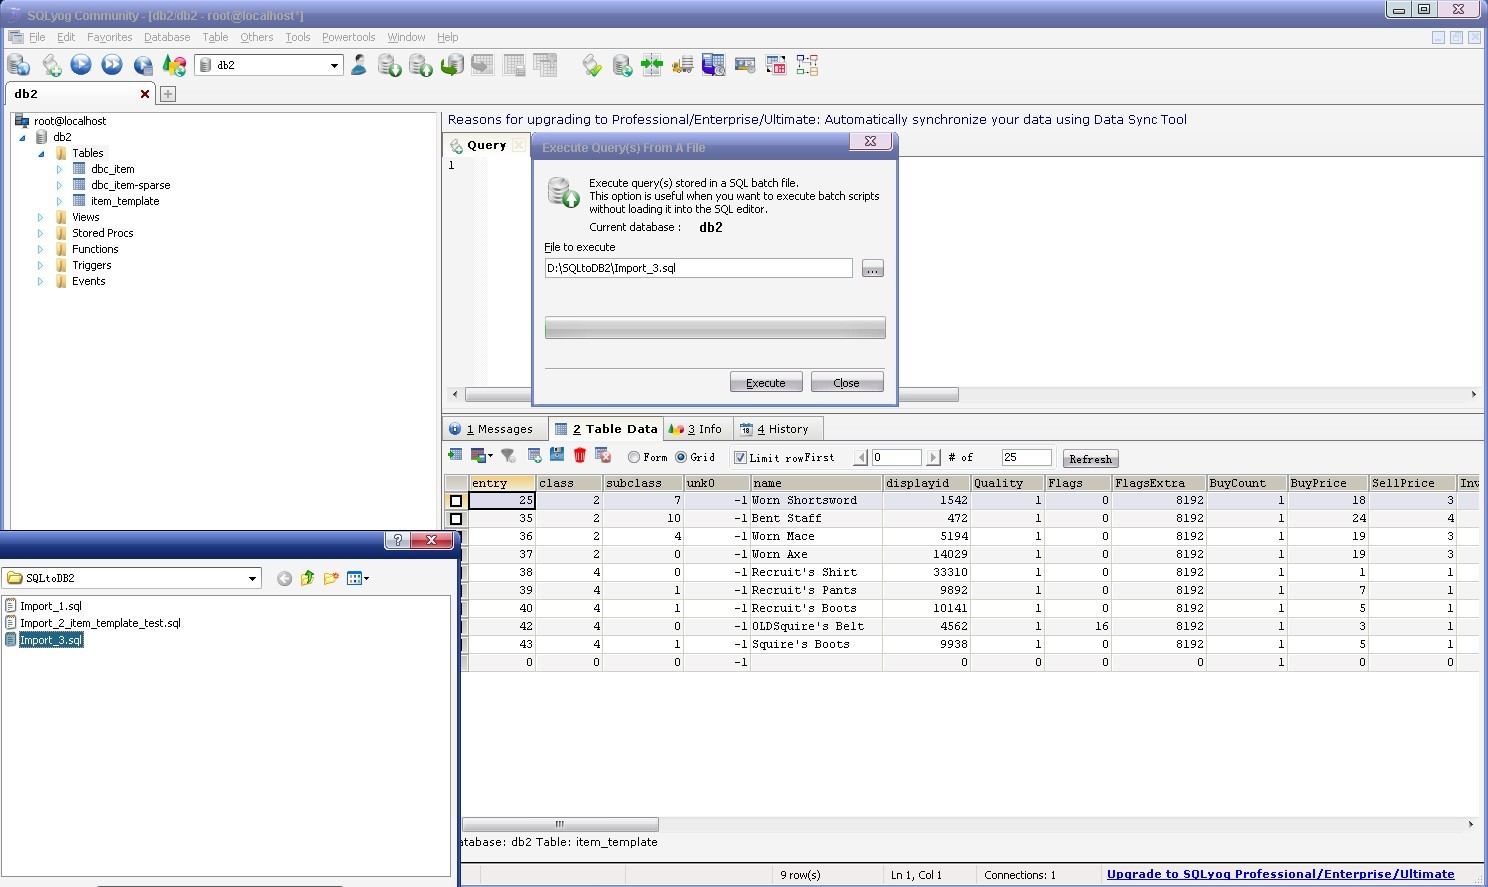 SQLyog Community - [db2/db2 - root@localhost*]
File Edit Favorites Database Table Others Tools Powertools Window Help
db2
db2
root@localhost
db2
Tables
dbc_item
dbc_item-sparse
item_template
Views
Stored Procs
Functions
Triggers
Events
Reasons for upgrading to Professional/Enterprise/Ultimate: Automatically synchronize your data using Data Sync Tool
Query
1
Execute Query(s) From A File
Execute query(s) stored in a SQL batch file.
This option is useful when you want to execute batch scripts
without loading it into the SQL editor.
Current database : db2
File to execute
D:\SQLtoDB2\Import_3.sql
...
Execute Close
1 Messages 2 Table Data 3 Info 4 History
Form Grid Limit rowFirst 0 # of 25 Refresh
entry class subclass unk0 name displayid Quality Flags FlagsExtra BuyCount BuyPrice SellPrice Inv
25 2 7 -1 Worn Shortsword 1542 1 0 8192 1 18 3
35 2 10 -1 Bent Staff 472 1 0 8192 1 24 4
36 2 4 -1 Worn Mace 5194 1 0 8192 1 19 3
37 2 0 -1 Worn Axe 14029 1 0 8192 1 19 3
38 4 0 -1 Recruit's Shirt 33310 1 0 8192 1 1 1
39 4 1 -1 Recruit's Pants 9892 1 0 8192 1 7 1
40 4 1 -1 Recruit's Boots 10141 1 0 8192 1 5 1
42 4 0 -1 OLDSquire's Belt 4562 1 16 8192 1 3 1
43 4 1 -1 Squire's Boots 9938 1 0 8192 1 5 1
0 0 0 -1 0 0 0 0 1 0 0
SQLtoDB2
Import_1.sql
Import_2_item_template_test.sql
Import_3.sql
atabase: db2 Table: item_template
9 row(s) Ln 1, Col 1 Connections: 1 Upgrade to SQLyog Professional/Enterprise/Ultimate